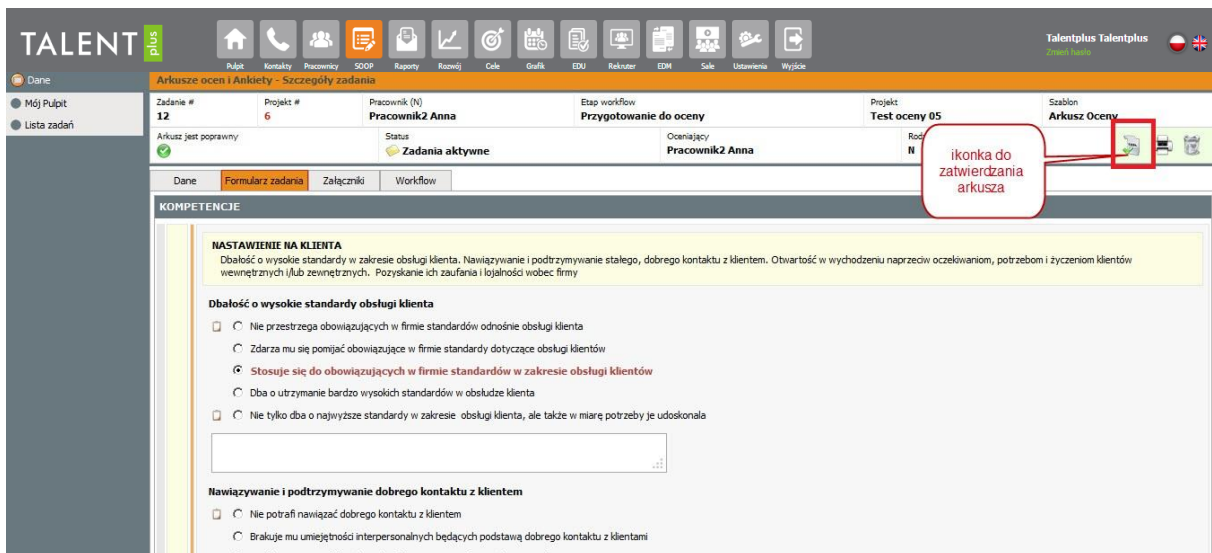 TALENT plus
Pulpit Kontakty Pracownicy SOOP Raporty Rozwój Cele Grafik EDU Rekruter EDM Sale Ustawienia Wyjście
Talentplus Talentplus
Zmień hasło
Dane
Mój Pulpit
Lista zadań
Arkusze ocen i Ankiety - Szczegóły zadania
Zadanie # Projekt # Pracownik (N) Etap workflow Projekt Szablon
12 6 Pracownik2 Anna Przygotowanie do oceny Test oceny 05 Arkusz Oceny
Arkusz jest poprawny Status Oceniający
Zadania aktywne Pracownik2 Anna N
ikonka do
zatwierdzania
arkusza
Dane Formularz zadania Załączniki Workflow
KOMPETENCJE
NASTAWIENIE NA KLIENTA
Dbałość o wysokie standardy w zakresie obsługi klienta. Nawiązywanie i podtrzymywanie stałego, dobrego kontaktu z klientem. Otwartość w wychodzeniu naprzeciw oczekiwaniom, potrzebom i życzeniom klientów
wewnętrznych i/lub zewnętrznych. Pozyskanie ich zaufania i lojalności wobec firmy
Dbałość o wysokie standardy obsługi klienta
Nie przestrzega obowiązujących w firmie standardów odnośnie obsługi klienta
Zdarza mu się pomijać obowiązujące w firmie standardy dotyczące obsługi klientów
Stosuje się do obowiązujących w firmie standardów w zakresie obsługi klientów
Dba o utrzymanie bardzo wysokich standardów w obsłudze klienta
Nie tylko dba o najwyższe standardy w zakresie obsługi klienta, ale także w miarę potrzeby je udoskonala
Nawiązywanie i podtrzymywanie dobrego kontaktu z klientem
Nie potrafi nawiązać dobrego kontaktu z klientem
Brakuje mu umiejętności interpersonalnych będących podstawą dobrego kontaktu z klientami